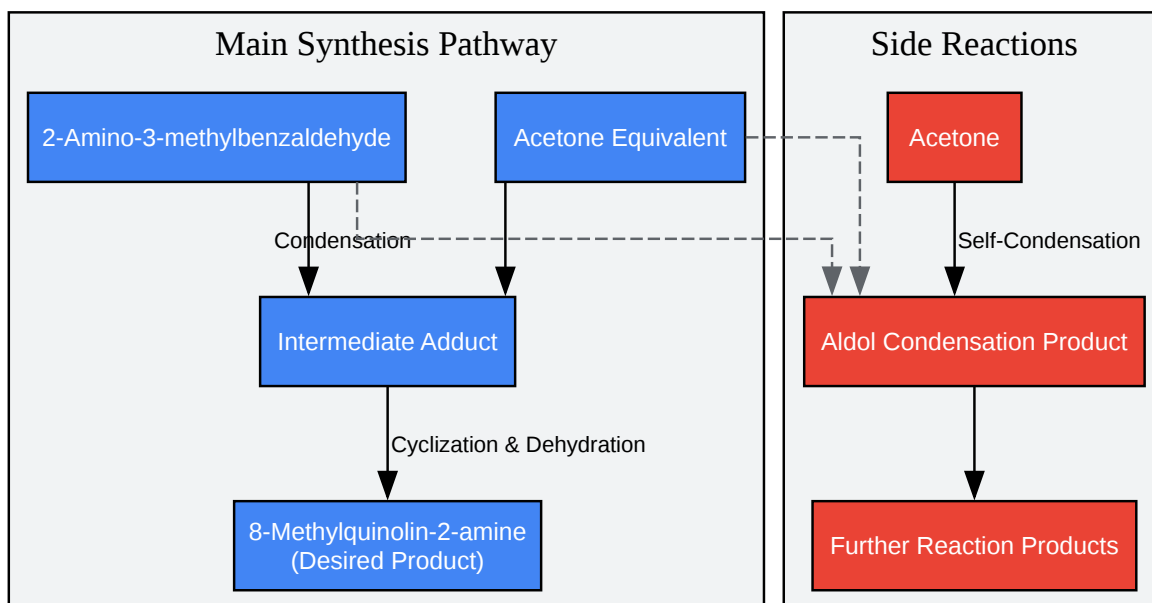 Main Synthesis Pathway
Side Reactions
2-Amino-3-methylbenzaldehyde
Acetone Equivalent
Acetone
Condensation
Self-Condensation
Intermediate Adduct
Aldol Condensation Product
Cyclization & Dehydration
8-Methylquinolin-2-amine
(Desired Product)
Further Reaction Products